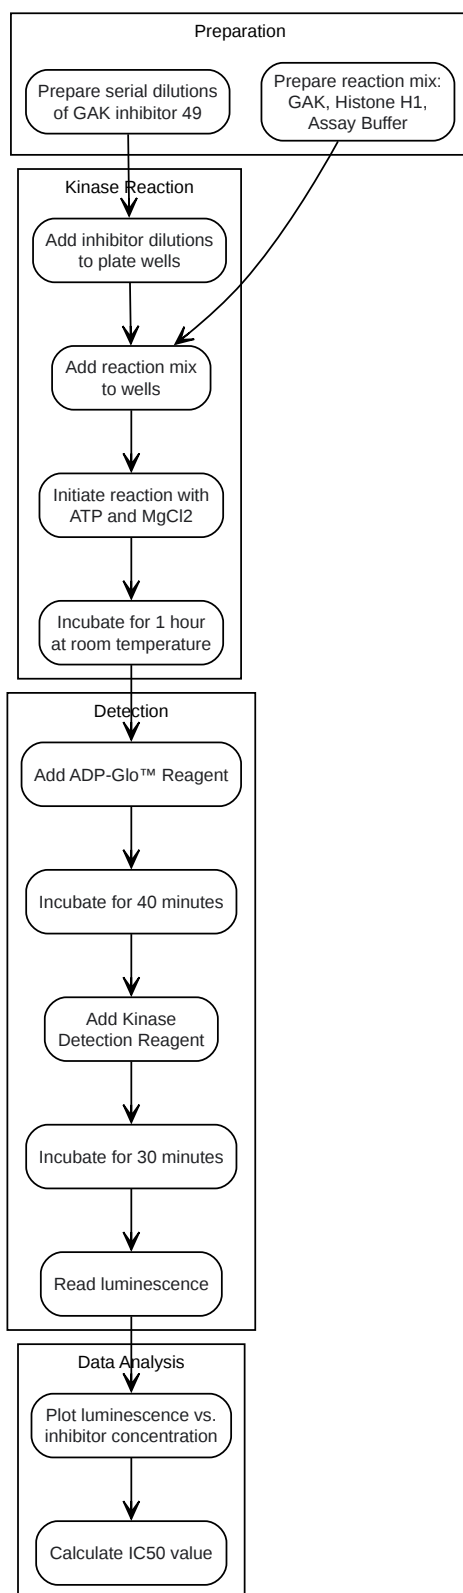 Preparation
Prepare serial dilutions
of GAK inhibitor 49
Prepare reaction mix:
GAK, Histone H1,
Assay Buffer
Kinase Reaction
Add inhibitor dilutions
to plate wells
Add reaction mix
to wells
Initiate reaction with
ATP and MgCl2
Incubate for 1 hour
at room temperature
Detection
Add ADP-Glo™ Reagent
Incubate for 40 minutes
Add Kinase
Detection Reagent
Incubate for 30 minutes
Read luminescence
Data Analysis
Plot luminescence vs.
inhibitor concentration
Calculate IC50 value